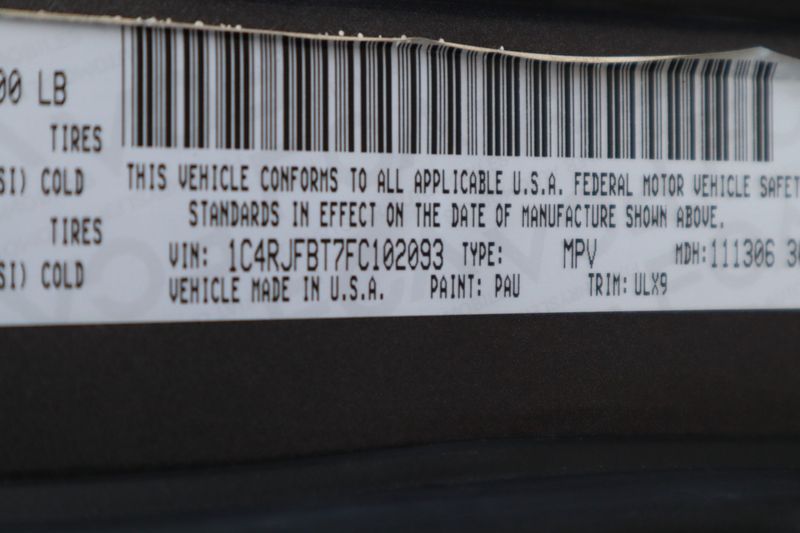 00 LB
TIRES
SI) COLD
THIS VEHICLE CONFORMS TO ALL APPLICABLE U.S.A. FEDERAL MOTOR VEHICLE SAFET
STANDARDS IN EFFECT ON THE DATE OF MANUFACTURE SHOWN ABOVE.
TIRES
VIN: 1C4RJFBT7FC102093 TYPE: MPV MDH: 111306 30
SI) COLD
VEHICLE MADE IN U.S.A. PAINT: PAU TRIM: ULX9